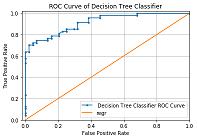 ROC Curve of Decision Tree Classifier
1.0
0.8
0.6
0.4
0.2
0.0
True Positive Rate
Decision Tree Classifier ROC Curve
regr
0.0 0.2 0.4 0.6 0.8 1.0
False Positive Rate